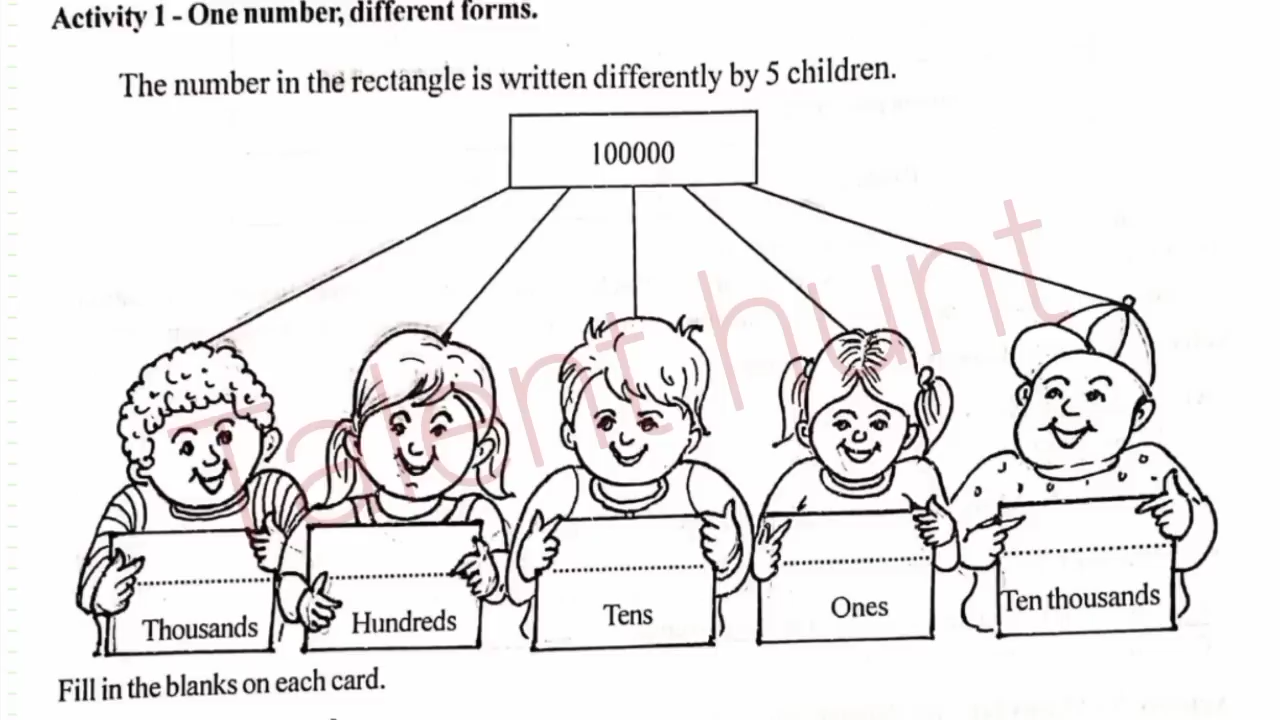 Activity 1 - One number, different forms.
The number in the rectangle is written differently by 5 children.
100000
Talent hunt
Thousands
Hundreds
Tens
Ones
Ten thousands
Fill in the blanks on each card.